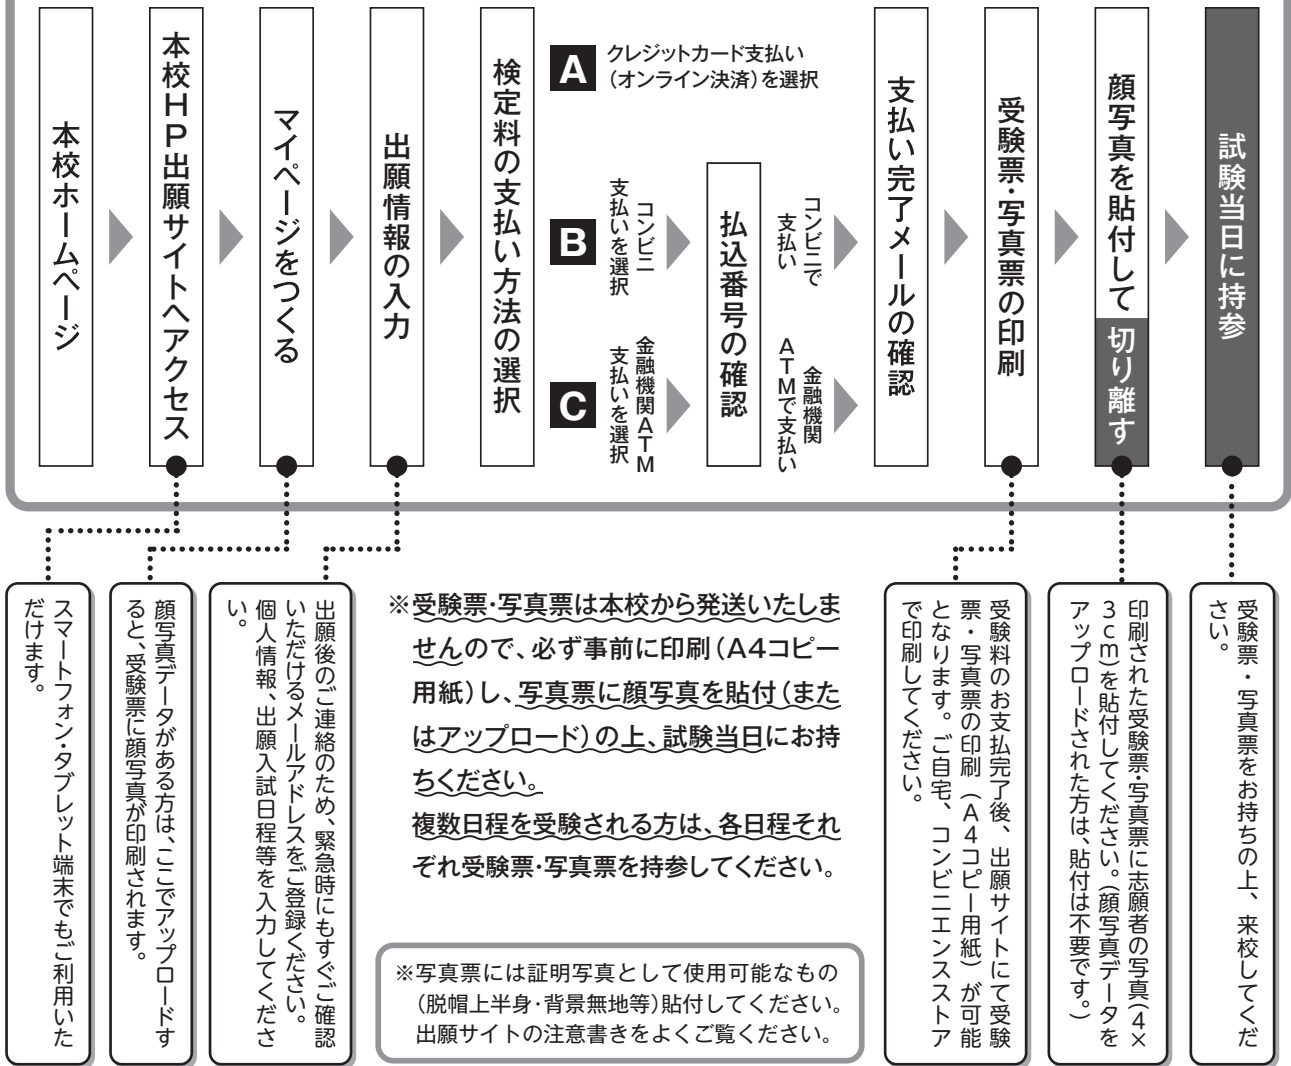 本校ホームページ
本校HP出願サイトへアクセス
マイページをつくる
出願情報の入力
検定料の支払い方法の選択
A
クレジットカード支払い
（オンライン決済）を選択
B
コンビニ
支払いを選択
C
金融機関ATM
支払いを選択
払込番号の確認
コンビニで
支払い
金融機関
ATMで支払い
支払い完了メールの確認
受験票・写真票の印刷
顔写真を貼付して切り離す
試験当日に持参
スマートフォン・タブレット端末でもご利用いた
だけます。
顔写真データがある方は、ここでアップロードす
ると、受験票に顔写真が印刷されます。
出願後のご連絡のため、緊急時にもすぐご確認
いただけるメールアドレスをご登録ください。
個人情報、出願入試日程等を入力してくださ
い。
※受験票・写真票は本校から発送いたしま
せんので、必ず事前に印刷（A4コピー
用紙）し、写真票に顔写真を貼付（また
はアップロード）の上、試験当日にお持
ちください。
複数日程を受験される方は、各日程それ
ぞれ受験票・写真票を持参してください。
※写真票には証明写真として使用可能なもの
（脱帽上半身・背景無地等）貼付してください。
出願サイトの注意書きをよくご覧ください。
受験料のお支払完了後、出願サイトにて受験
票・写真票の印刷（A4コピー用紙）が可能
となります。ご自宅、コンビニエンスストア
で印刷してください。
印刷された受験票・写真票に志願者の写真（4×
3cm）を貼付してください。（顔写真データを
アップロードされた方は、貼付は不要です。）
受験票・写真票をお持ちの上、来校してくだ
さい。